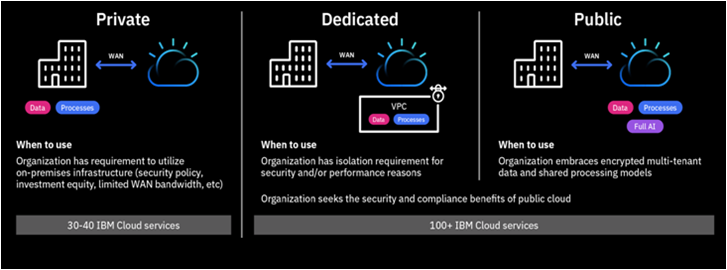 Private
WAN
Data
Processes
When to use
Organization has requirement to utilize
on-premises infrastructure (security policy,
investment equity, limited WAN bandwidth, etc)
30-40 IBM Cloud services
Dedicated
WAN
VPC
Data
Processes
When to use
Organization has isolation requirement for
security and/or performance reasons
Public
WAN
Data
Processes
Full AI
When to use
Organization embraces encrypted multi-tenant
data and shared processing models
Organization seeks the security and compliance benefits of public cloud
100+ IBM Cloud services